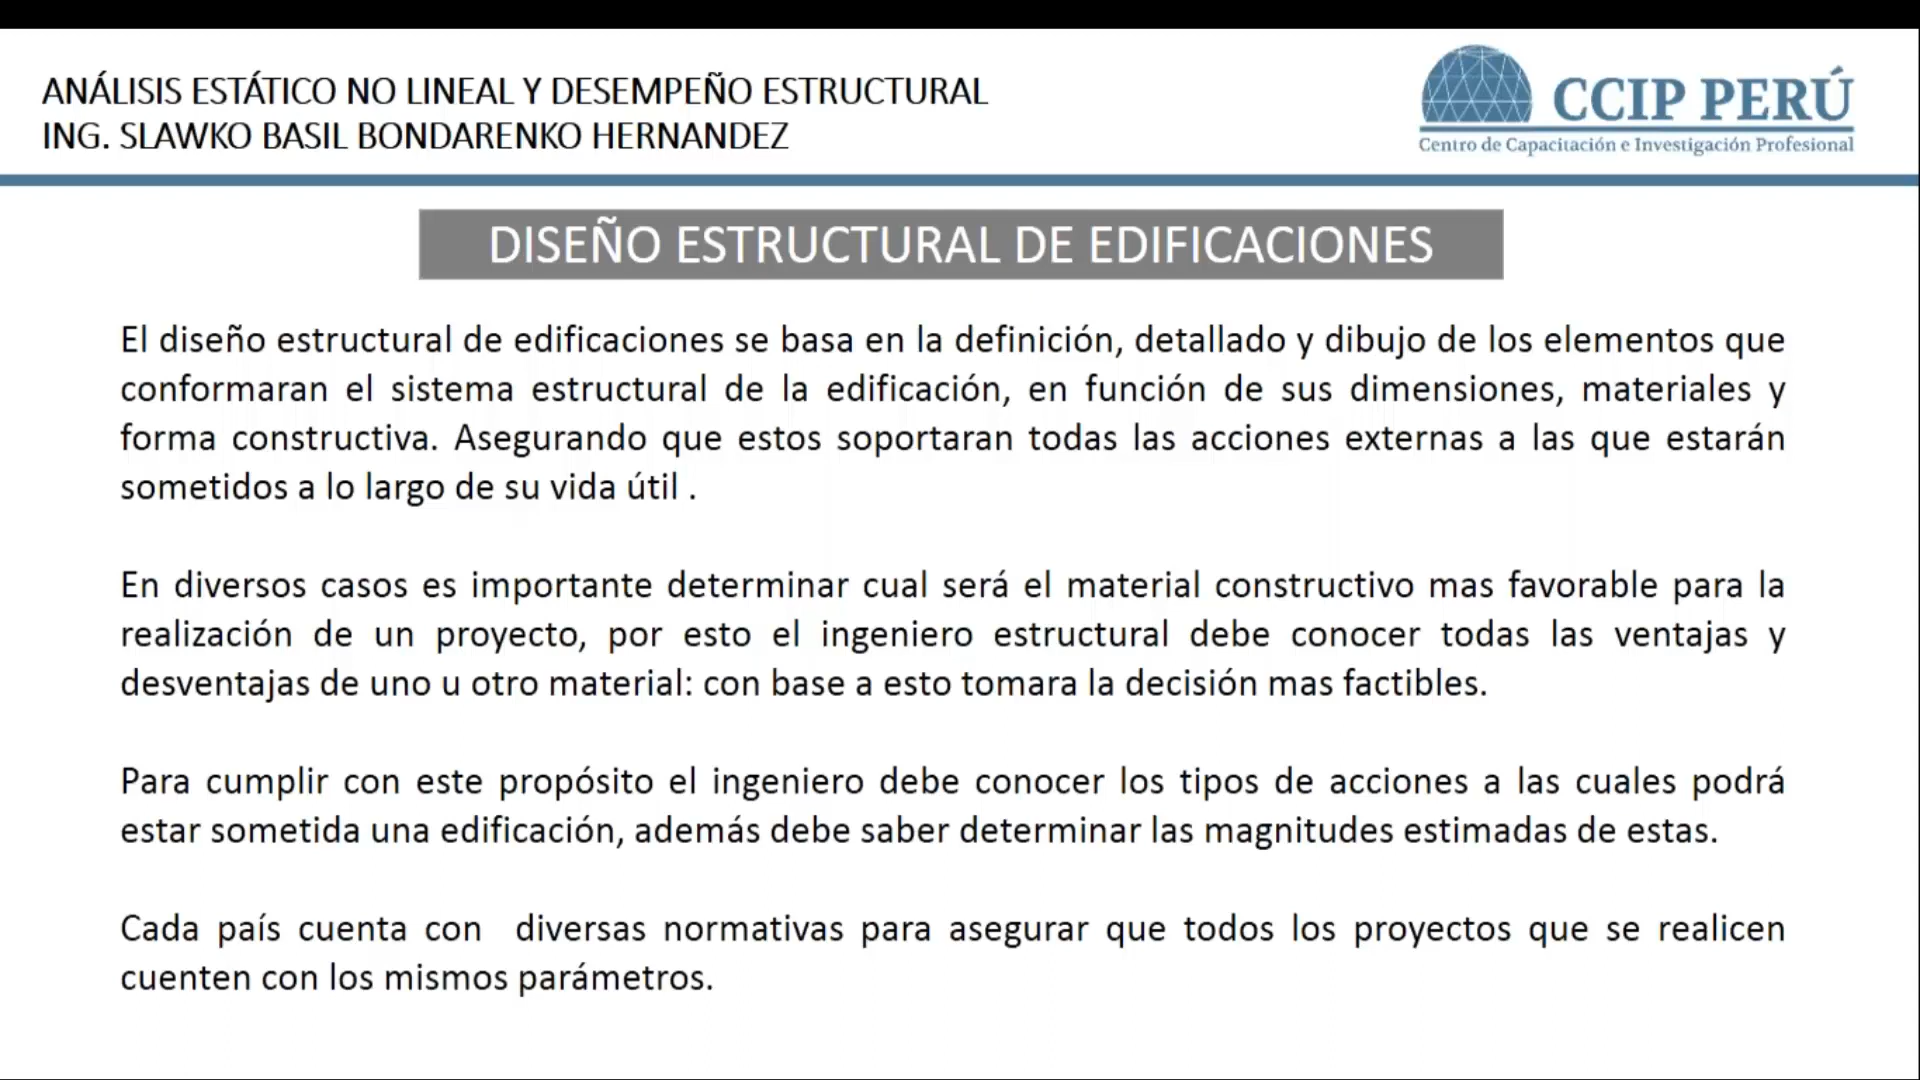 ANÁLISIS ESTÁTICO NO LINEAL Y DESEMPEÑO ESTRUCTURAL
ING. SLAWKO BASIL BONDARENKO HERNANDEZ
CCIP PERÚ
Centro de Capacitación e Investigación Profesional
DISEÑO ESTRUCTURAL DE EDIFICACIONES
El diseño estructural de edificaciones se basa en la definición, detallado y dibujo de los elementos que
conformaran el sistema estructural de la edificación, en función de sus dimensiones, materiales y
forma constructiva. Asegurando que estos soportaran todas las acciones externas a las que estarán
sometidos a lo largo de su vida útil .
En diversos casos es importante determinar cual será el material constructivo mas favorable para la
realización de un proyecto, por esto el ingeniero estructural debe conocer todas las ventajas y
desventajas de uno u otro material: con base a esto tomara la decisión mas factibles.
Para cumplir con este propósito el ingeniero debe conocer los tipos de acciones a las cuales podrá
estar sometida una edificación, además debe saber determinar las magnitudes estimadas de estas.
Cada país cuenta con  diversas normativas para asegurar que todos los proyectos que se realicen
cuenten con los mismos parámetros.